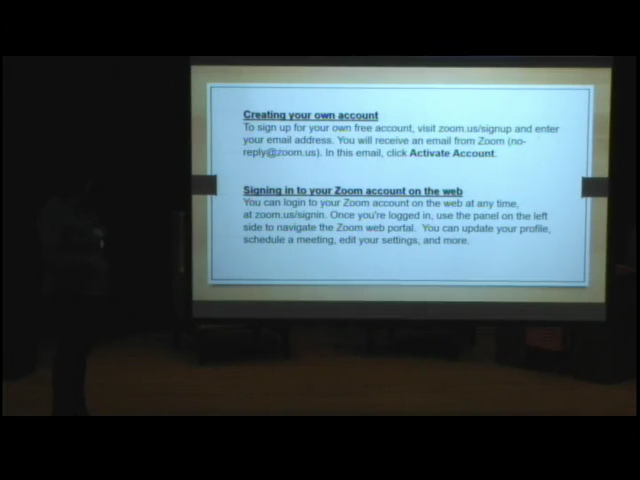 Creating your own account
To sign up for your own free account, visit zoom.us/signup and enter
your email address. You will receive an email from Zoom (no-
reply@zoom.us). In this email, click Activate Account.
Signing in to your Zoom account on the web
You can login to your Zoom account on the web at any time,
at zoom.us/signin. Once you're logged in, use the panel on the left
side to navigate the Zoom web portal. You can update your profile,
schedule a meeting, edit your settings, and more.